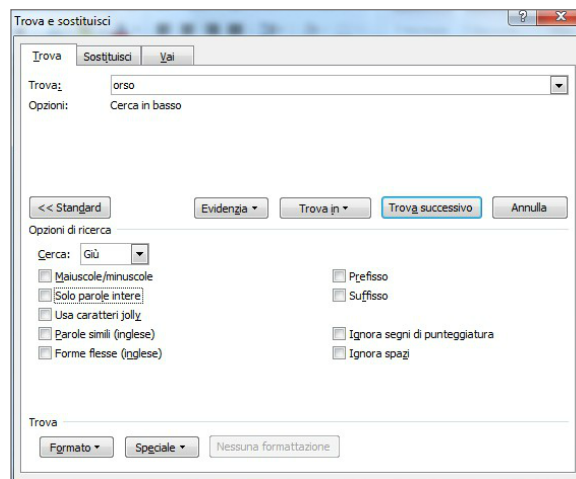 Trova e sostituisci
Trova Sostituisci Vai
Trova: orso
Opzioni: Cerca in basso
<< Standard Evidenzia Trova in Trova successivo Annulla
Opzioni di ricerca
Cerca: Giù
Maiuscole/minuscole Prefisso
Solo parole intere Suffisso
Usa caratteri jolly
Parole simili (inglese) Ignora segni di punteggiatura
Forme flesse (inglese) Ignora spazi
Trova
Formato Speciale Nessuna formattazione